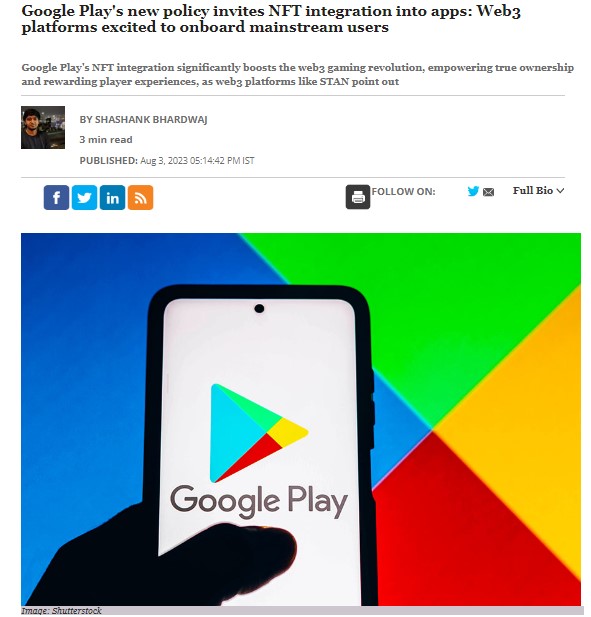 Google Play's new policy invites NFT integration into apps: Web3
platforms excited to onboard mainstream users
Google Play's NFT integration significantly boosts the web3 gaming revolution, empowering true ownership
and rewarding player experiences, as web3 platforms like STAN point out
BY SHASHANK BHARDWAJ
3 min read
PUBLISHED: Aug 3, 2023 05:14:42 PM IST
FOLLOW ON:
Full Bio
Google Play
Image: Shutterstock